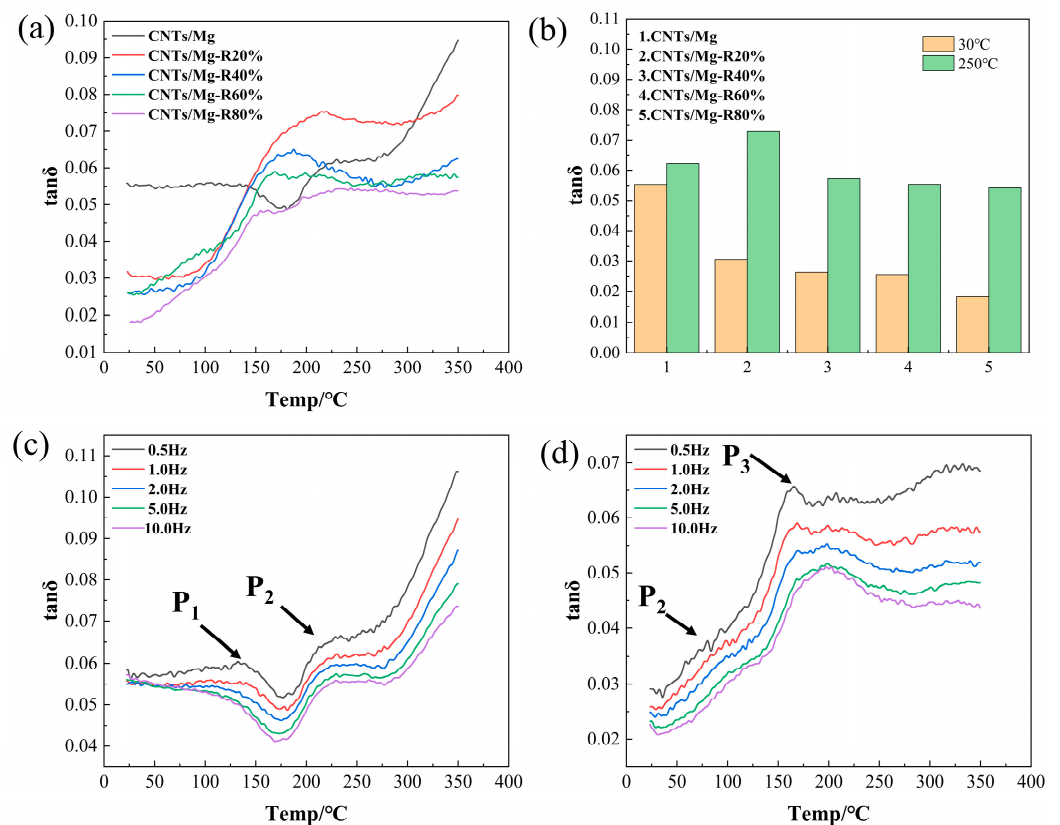 (a)
CNTs/Mg
CNTs/Mg-R20%
CNTs/Mg-R40%
CNTs/Mg-R60%
CNTs/Mg-R80%
0.10
0.09
0.08
0.07
0.06
0.05
0.04
0.03
0.02
0.01
tanδ
0 50 100 150 200 250 300 350 400
Temp/°C
(b)
1.CNTs/Mg
2.CNTs/Mg-R20%
3.CNTs/Mg-R40%
4.CNTs/Mg-R60%
5.CNTs/Mg-R80%
30°C
250°C
0.11
0.10
0.09
0.08
0.07
0.06
0.05
0.04
0.03
0.02
0.01
0.00
tanδ
1 2 3 4 5
(c)
0.5Hz
1.0Hz
2.0Hz
5.0Hz
10.0Hz
P1
P2
0.11
0.10
0.09
0.08
0.07
0.06
0.05
0.04
tanδ
0 50 100 150 200 250 300 350 400
Temp/°C
(d)
0.5Hz
1.0Hz
2.0Hz
5.0Hz
10.0Hz
P3
P2
0.07
0.06
0.05
0.04
0.03
0.02
tanδ
0 50 100 150 200 250 300 350 400
Temp/°C